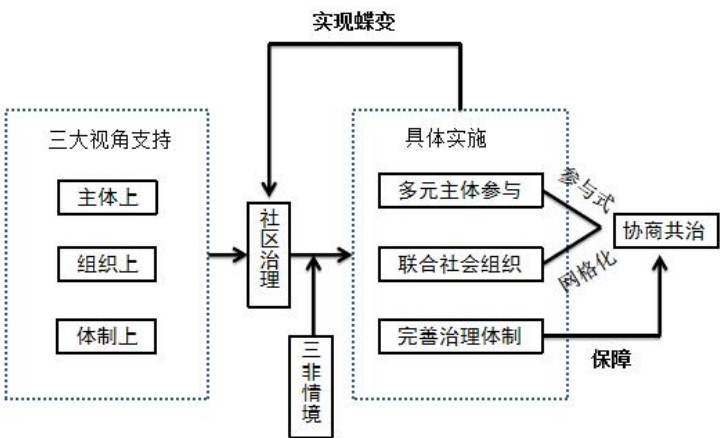 实现蝶变
三大视角支持
主体上
组织上
体制上
社区治理
三非情境
具体实施
多元主体参与
联合社会组织
完善治理体制
参与式
网格化
协商共治
保障